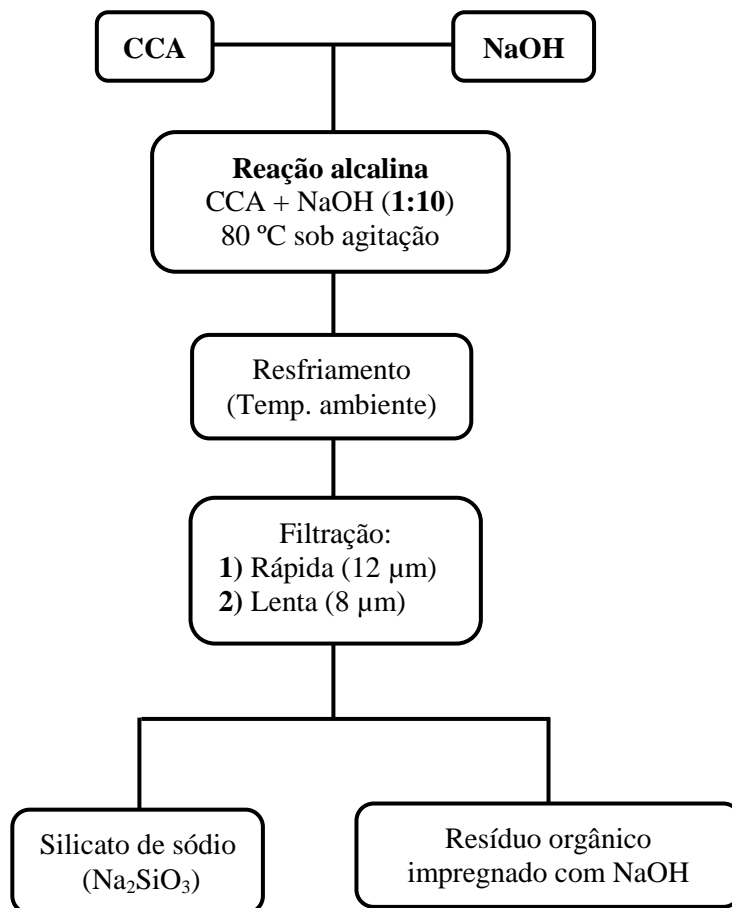 CCA
NaOH
Reação alcalina
CCA + NaOH (1:10)
80 ºC sob agitação
Resfriamento
(Temp. ambiente)
Filtração:
1) Rápida (12 µm)
2) Lenta (8 µm)
Silicato de sódio
(Na₂SiO₃)
Resíduo orgânico
impregnado com NaOH